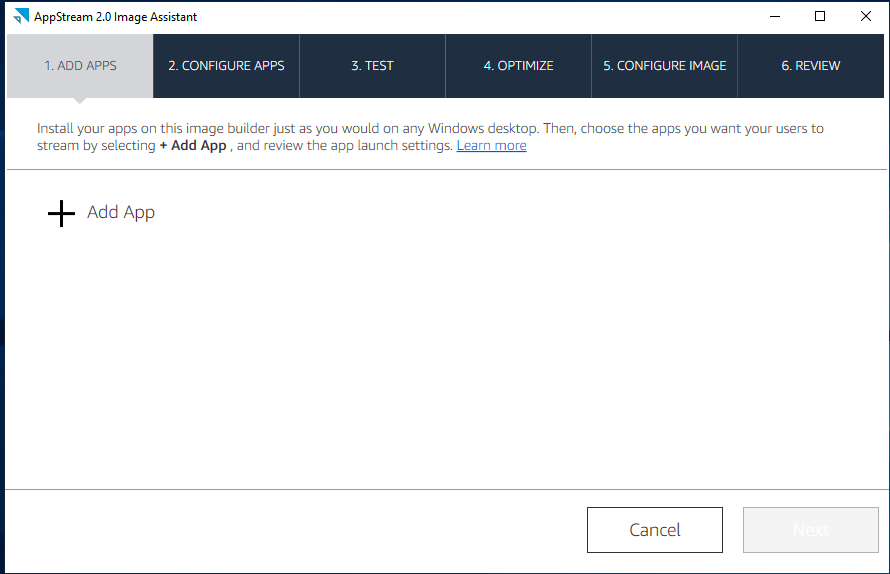 AppStream 2.0 Image Assistant
1. ADD APPS
2. CONFIGURE APPS
3. TEST
4. OPTIMIZE
5. CONFIGURE IMAGE
6. REVIEW
Install your apps on this image builder just as you would on any Windows desktop. Then, choose the apps you want your users to
stream by selecting + Add App , and review the app launch settings. Learn more
Add App
Cancel
Next